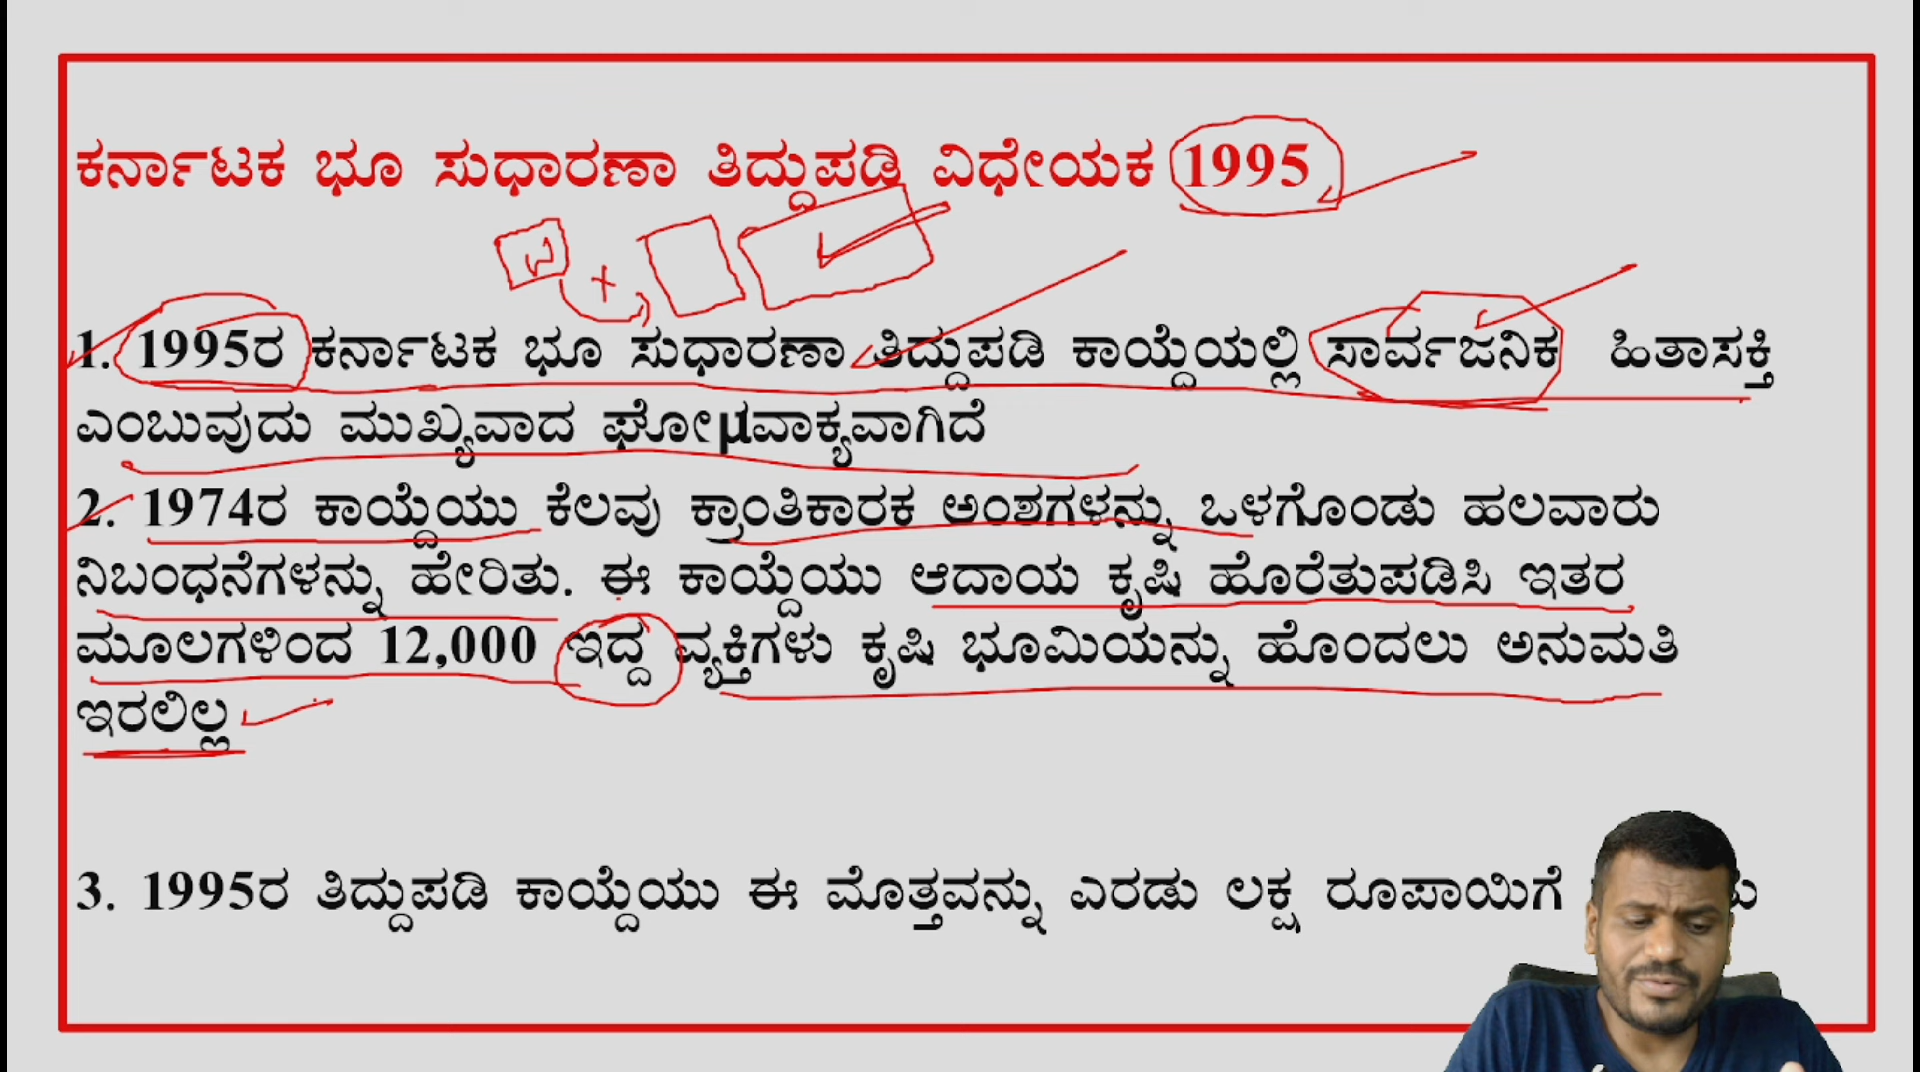 ಕರ್ನಾಟಕ ಭೂ ಸುಧಾರಣಾ ತಿದ್ದುಪಡಿ ವಿಧೇಯಕ 1995
1. 1995ರ ಕರ್ನಾಟಕ ಭೂ ಸುಧಾರಣಾ ತಿದ್ದುಪಡಿ ಕಾಯ್ದೆಯಲ್ಲಿ ಸಾರ್ವಜನಿಕ ಹಿತಾಸಕ್ತಿ
ಎಂಬುವುದು ಮುಖ್ಯವಾದ ಘೋµವಾಕ್ಯವಾಗಿದೆ
2. 1974ರ ಕಾಯ್ದೆಯು ಕೆಲವು ಕ್ರಾಂತಿಕಾರಕ ಅಂಶಗಳನ್ನು ಒಳಗೊಂಡು ಹಲವಾರು
ನಿಬಂಧನೆಗಳನ್ನು ಹೇರಿತು. ಈ ಕಾಯ್ದೆಯು ಆದಾಯ ಕೃಷಿ ಹೊರೆತುಪಡಿಸಿ ಇತರ
ಮೂಲಗಳಿಂದ 12,000 ಇದ್ದ ವ್ಯಕ್ತಿಗಳು ಕೃಷಿ ಭೂಮಿಯನ್ನು ಹೊಂದಲು ಅನುಮತಿ
ಇರಲಿಲ್ಲ
3. 1995ರ ತಿದ್ದುಪಡಿ ಕಾಯ್ದೆಯು ಈ ಮೊತ್ತವನ್ನು ಎರಡು ಲಕ್ಷ ರೂಪಾಯಿಗೆ